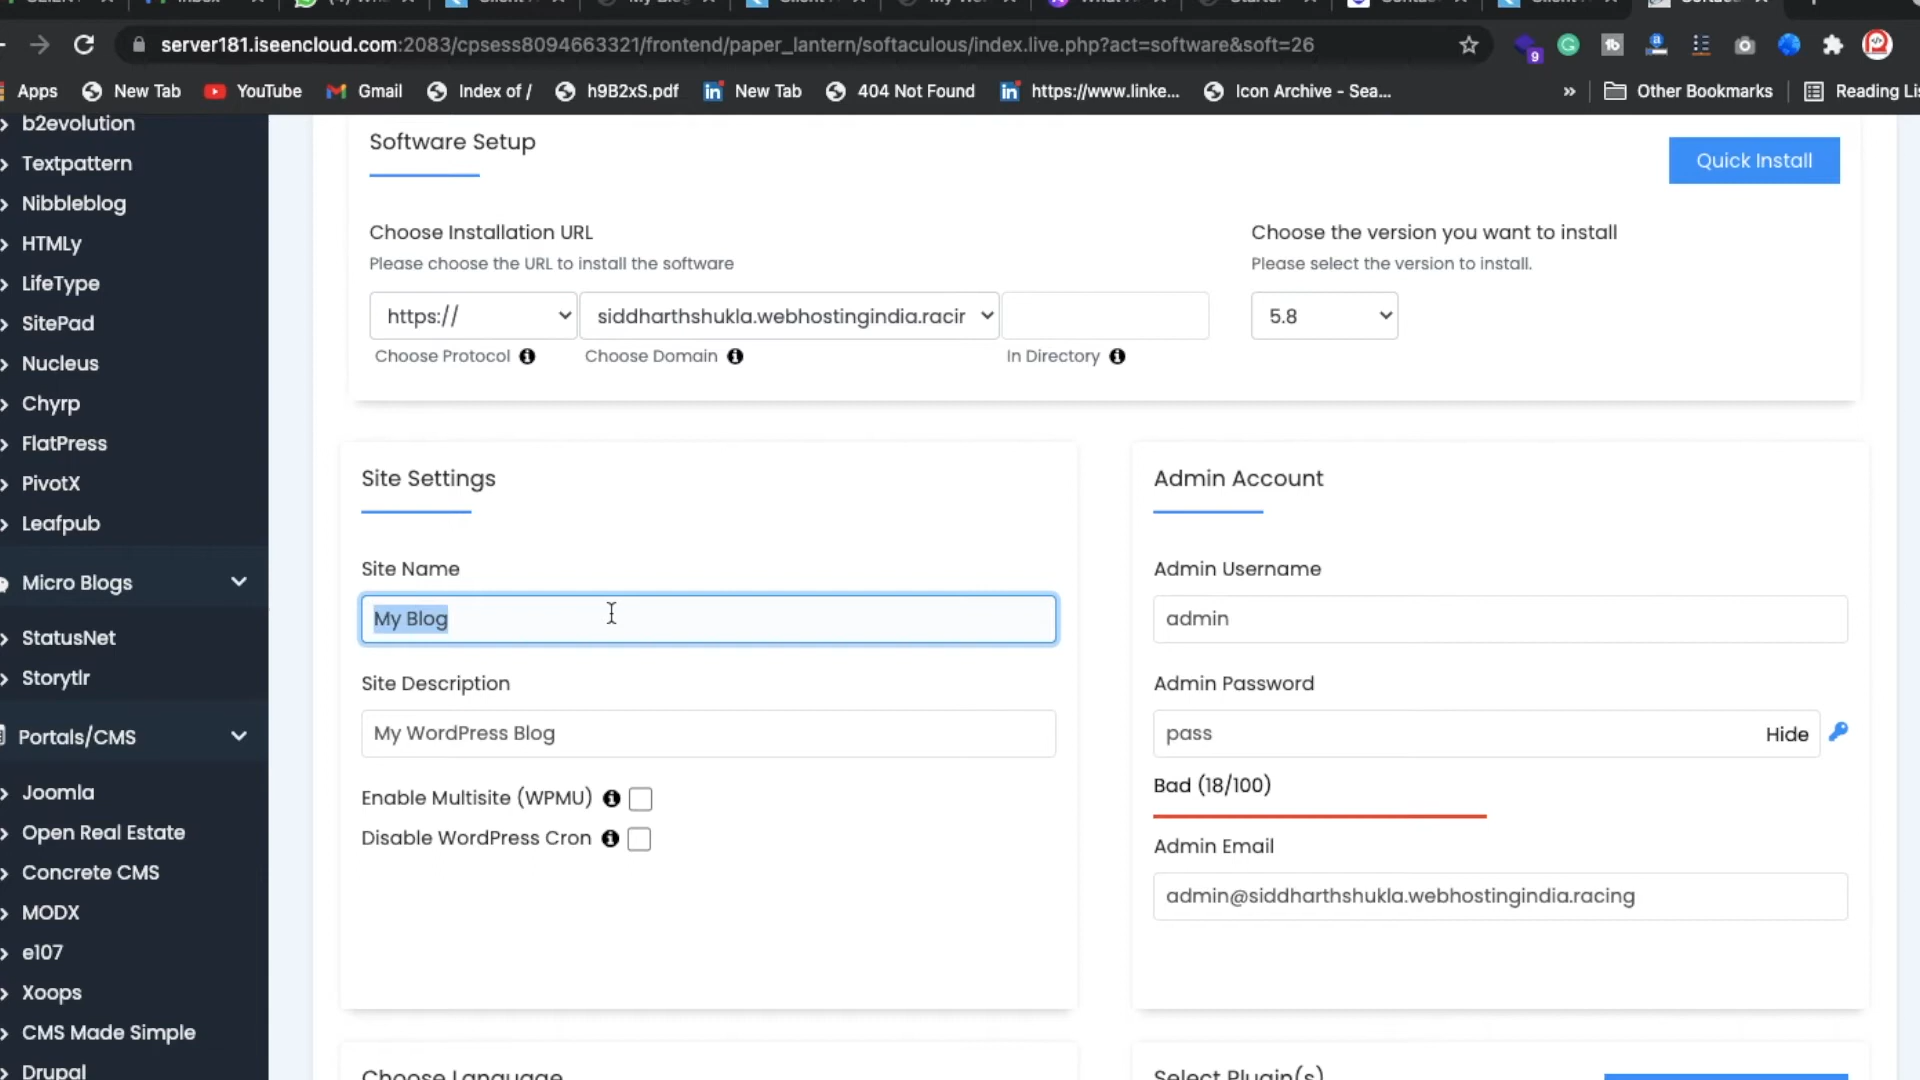 server181.iseencloud.com:2083/cpsess8094663321/frontend/paper_lantern/softaculous/index.live.php?act=software&soft=26
9
Apps New Tab YouTube Gmail Index of / h9B2xS.pdf New Tab 404 Not Found https://www.linke... Icon Archive - Sea... » Other Bookmarks Reading Lis
b2evolution
Textpattern
Nibbleblog
HTMLy
LifeType
SitePad
Nucleus
Chyrp
FlatPress
PivotX
Leafpub
Micro Blogs
StatusNet
Storytlr
Portals/CMS
Joomla
Open Real Estate
Concrete CMS
MODX
e107
Xoops
CMS Made Simple
Drupal
Software Setup
Quick Install
Choose Installation URL
Please choose the URL to install the software
https:// siddharthshukla.webhostingindia.racir
Choose Protocol Choose Domain In Directory
Choose the version you want to install
Please select the version to install.
5.8
Site Settings
Site Name
My Blog
Site Description
My WordPress Blog
Enable Multisite (WPMU)
Disable WordPress Cron
Admin Account
Admin Username
admin
Admin Password
pass Hide
Bad (18/100)
Admin Email
admin@siddharthshukla.webhostingindia.racing
Choose Language
Select Plugin(s)